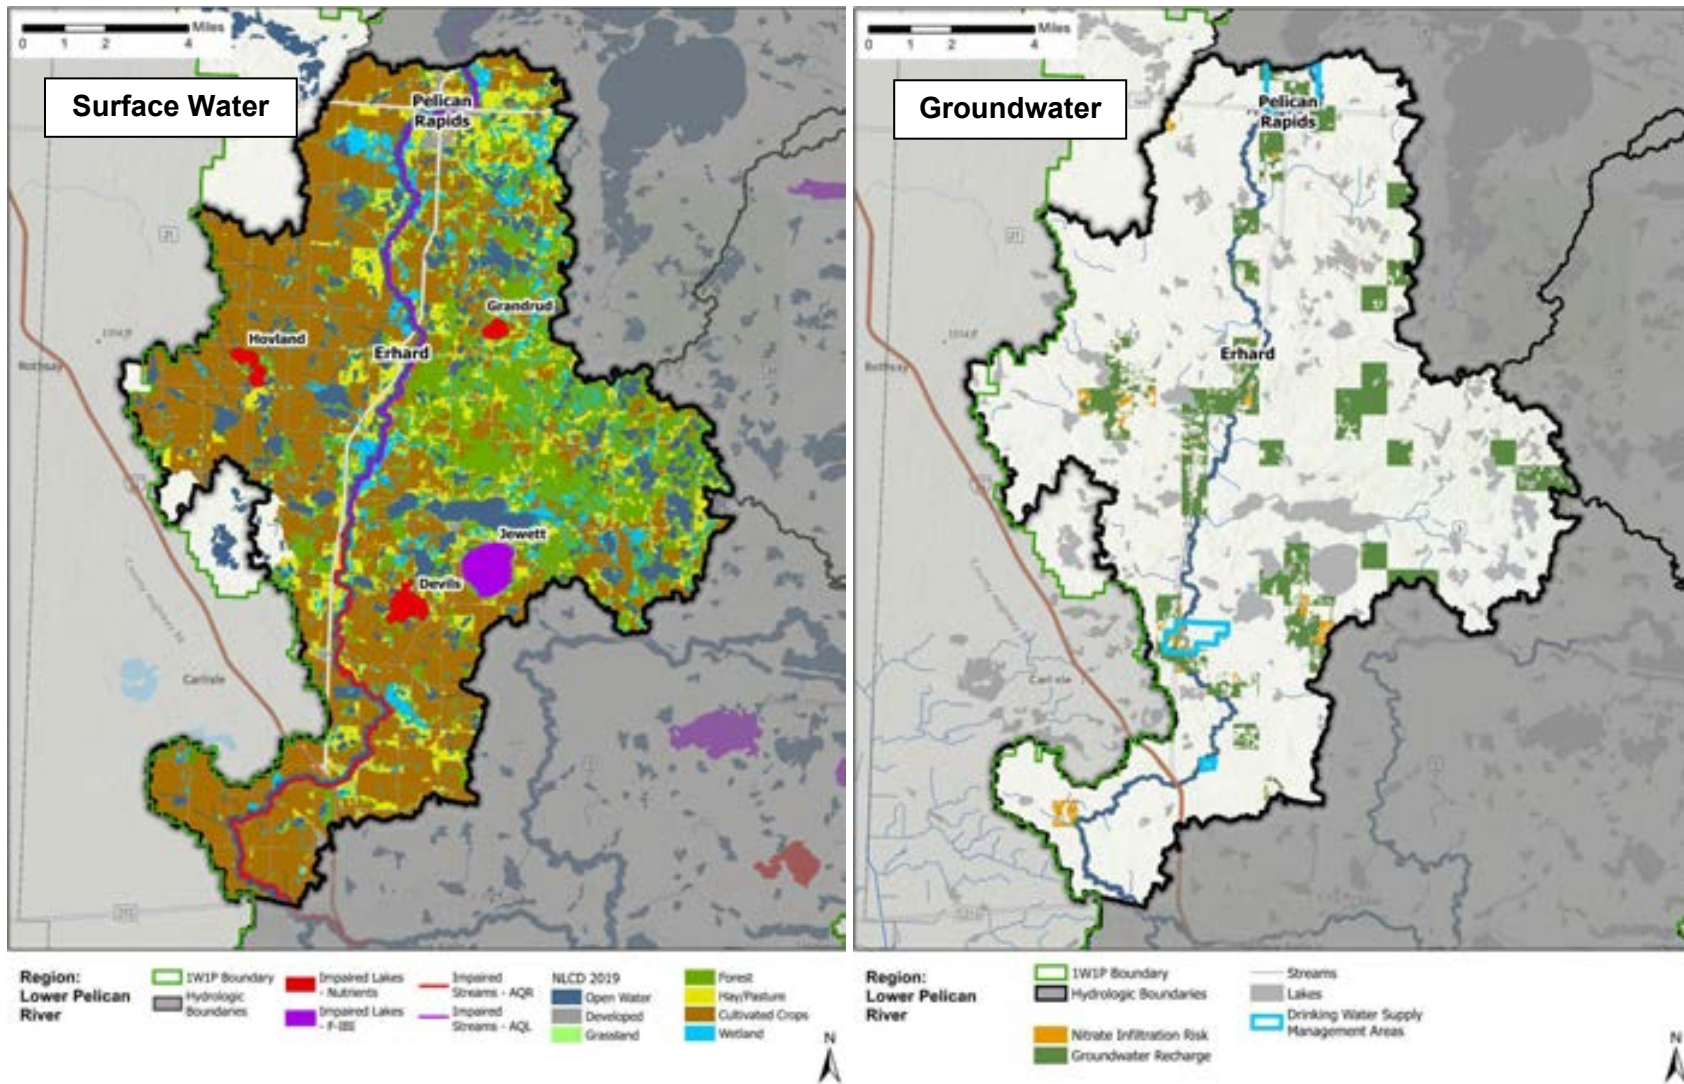 Miles
0 1 2 4
Surface Water
Pelican
Rapids
21
Grandrud
Hovland
Erhard
Rothsay
Jewett
Devils
Carlisle
Region:
Lower Pelican
River
1W1P Boundary
Hydrologic
Boundaries
Impaired Lakes
- Nutrients
Impaired Lakes
- F-IBI
Impaired
Streams - AQR
Impaired
Streams - AQL
NLCD 2019
Open Water
Developed
Grassland
Forest
Hay/Pasture
Cultivated Crops
Wetland
N
Miles
0 1 2 4
Groundwater
Pelican
Rapids
21
Erhard
Rothsay
Carlisle
Region:
Lower Pelican
River
1W1P Boundary
Hydrologic Boundaries
Nitrate Infiltration Risk
Groundwater Recharge
Streams
Lakes
Drinking Water Supply
Management Areas
N